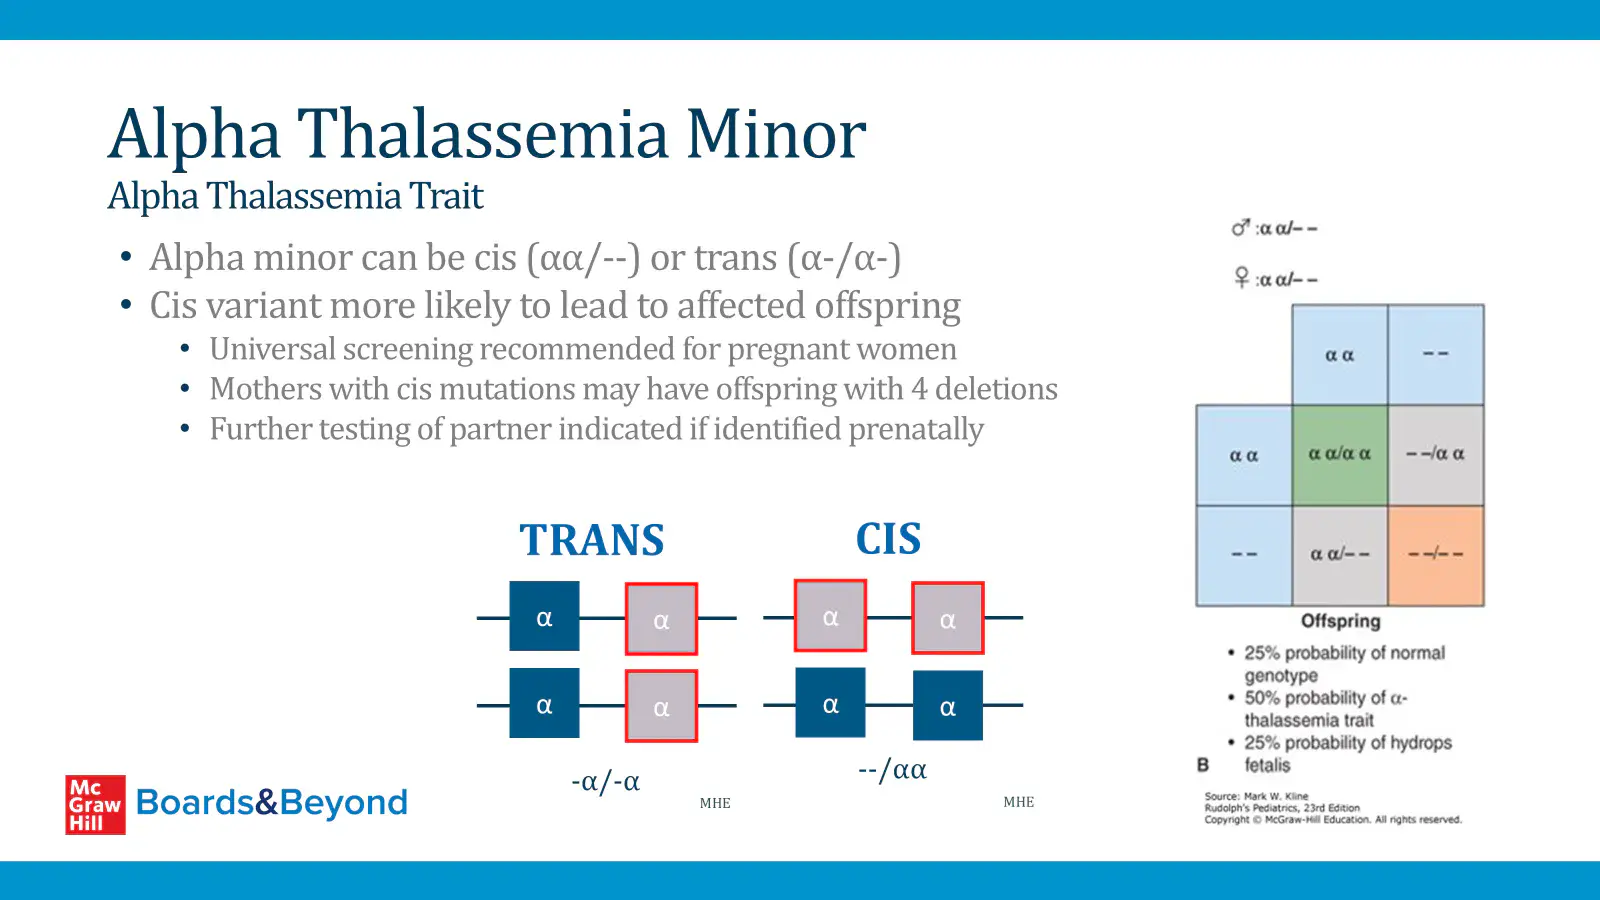 Alpha Thalassemia Minor
Alpha Thalassemia Trait
• Alpha minor can be cis (αα/--) or trans (α-/α-)
• Cis variant more likely to lead to affected offspring
• Universal screening recommended for pregnant women
• Mothers with cis mutations may have offspring with 4 deletions
• Further testing of partner indicated if identified prenatally
TRANS
α α
α α
-α/-α
MHE
CIS
α α
α α
--/αα
MHE
♂ :α α/– –
♀ :α α/– –
α α – –
α α α α/α α – –/α α
– – α α/– – – –/– –
Offspring
• 25% probability of normal
genotype
• 50% probability of α-
thalassemia trait
• 25% probability of hydrops
fetalis
B
Source: Mark W. Kline
Rudolph's Pediatrics, 23rd Edition
Copyright © McGraw-Hill Education. All rights reserved.
Mc
Graw
Hill
Boards&Beyond